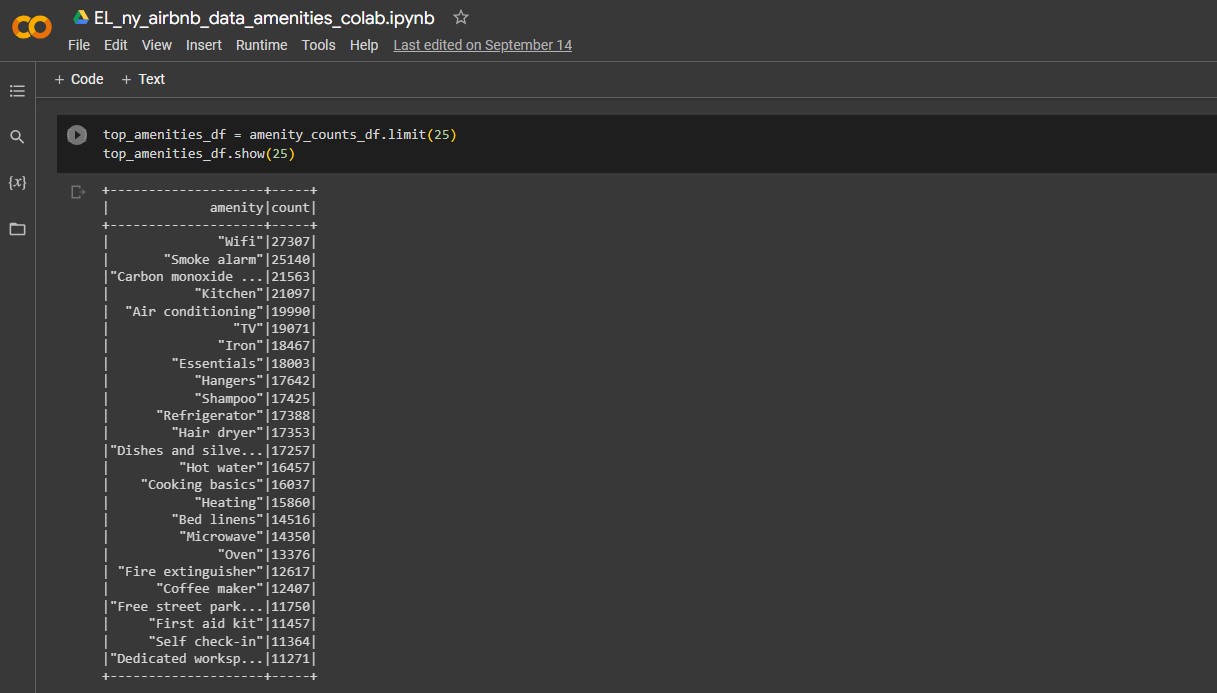 EL_ny_airbnb_data_amenities_colab.ipynb
File Edit View Insert Runtime Tools Help Last edited on September 14
+ Code + Text
{x}
top_amenities_df = amenity_counts_df.limit(25)
top_amenities_df.show(25)
+--------------------+-----+
|             amenity|count|
+--------------------+-----+
|              "Wifi"|27307|
|       "Smoke alarm"|25140|
|"Carbon monoxide ...|21563|
|           "Kitchen"|21097|
|  "Air conditioning"|19990|
|                "TV"|19071|
|              "Iron"|18467|
|        "Essentials"|18003|
|           "Hangers"|17642|
|           "Shampoo"|17425|
|      "Refrigerator"|17388|
|        "Hair dryer"|17353|
|"Dishes and silve...|17257|
|         "Hot water"|16457|
|    "Cooking basics"|16037|
|           "Heating"|15860|
|        "Bed linens"|14516|
|         "Microwave"|14350|
|              "Oven"|13376|
| "Fire extinguisher"|12617|
|      "Coffee maker"|12407|
|"Free street park...|11750|
|     "First aid kit"|11457|
|     "Self check-in"|11364|
|"Dedicated worksp...|11271|
+--------------------+-----+